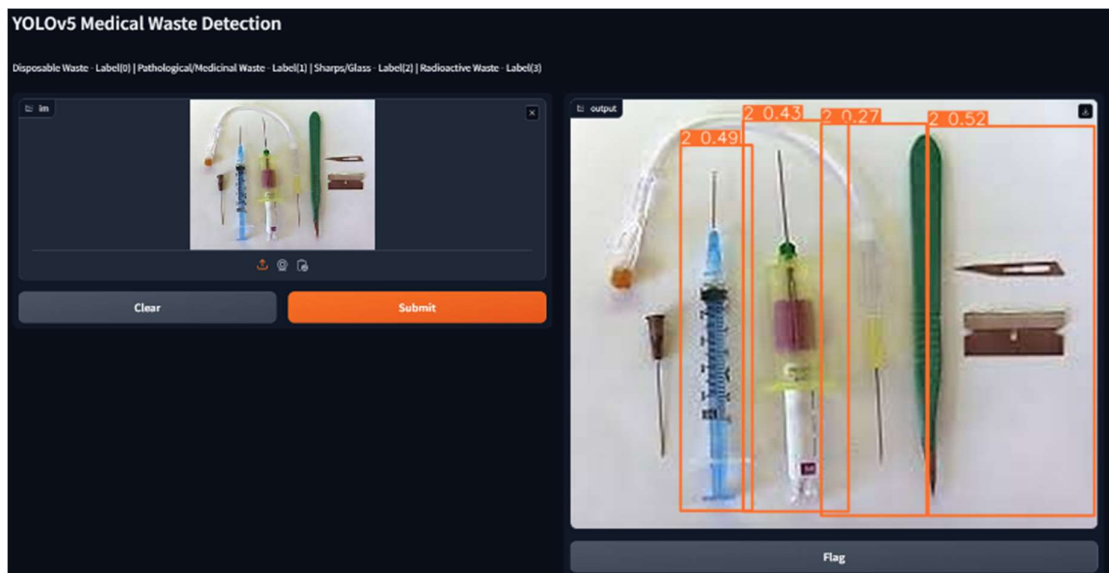 YOLOv5 Medical Waste Detection
Disposable Waste - Label(0) | Pathological/Medicinal Waste - Label(1) | Sharps/Glass - Label(2) | Radioactive Waste - Label(3)
im
Clear
Submit
output
2 0.49
2 0.43
2 0.27
2 0.52
Flag